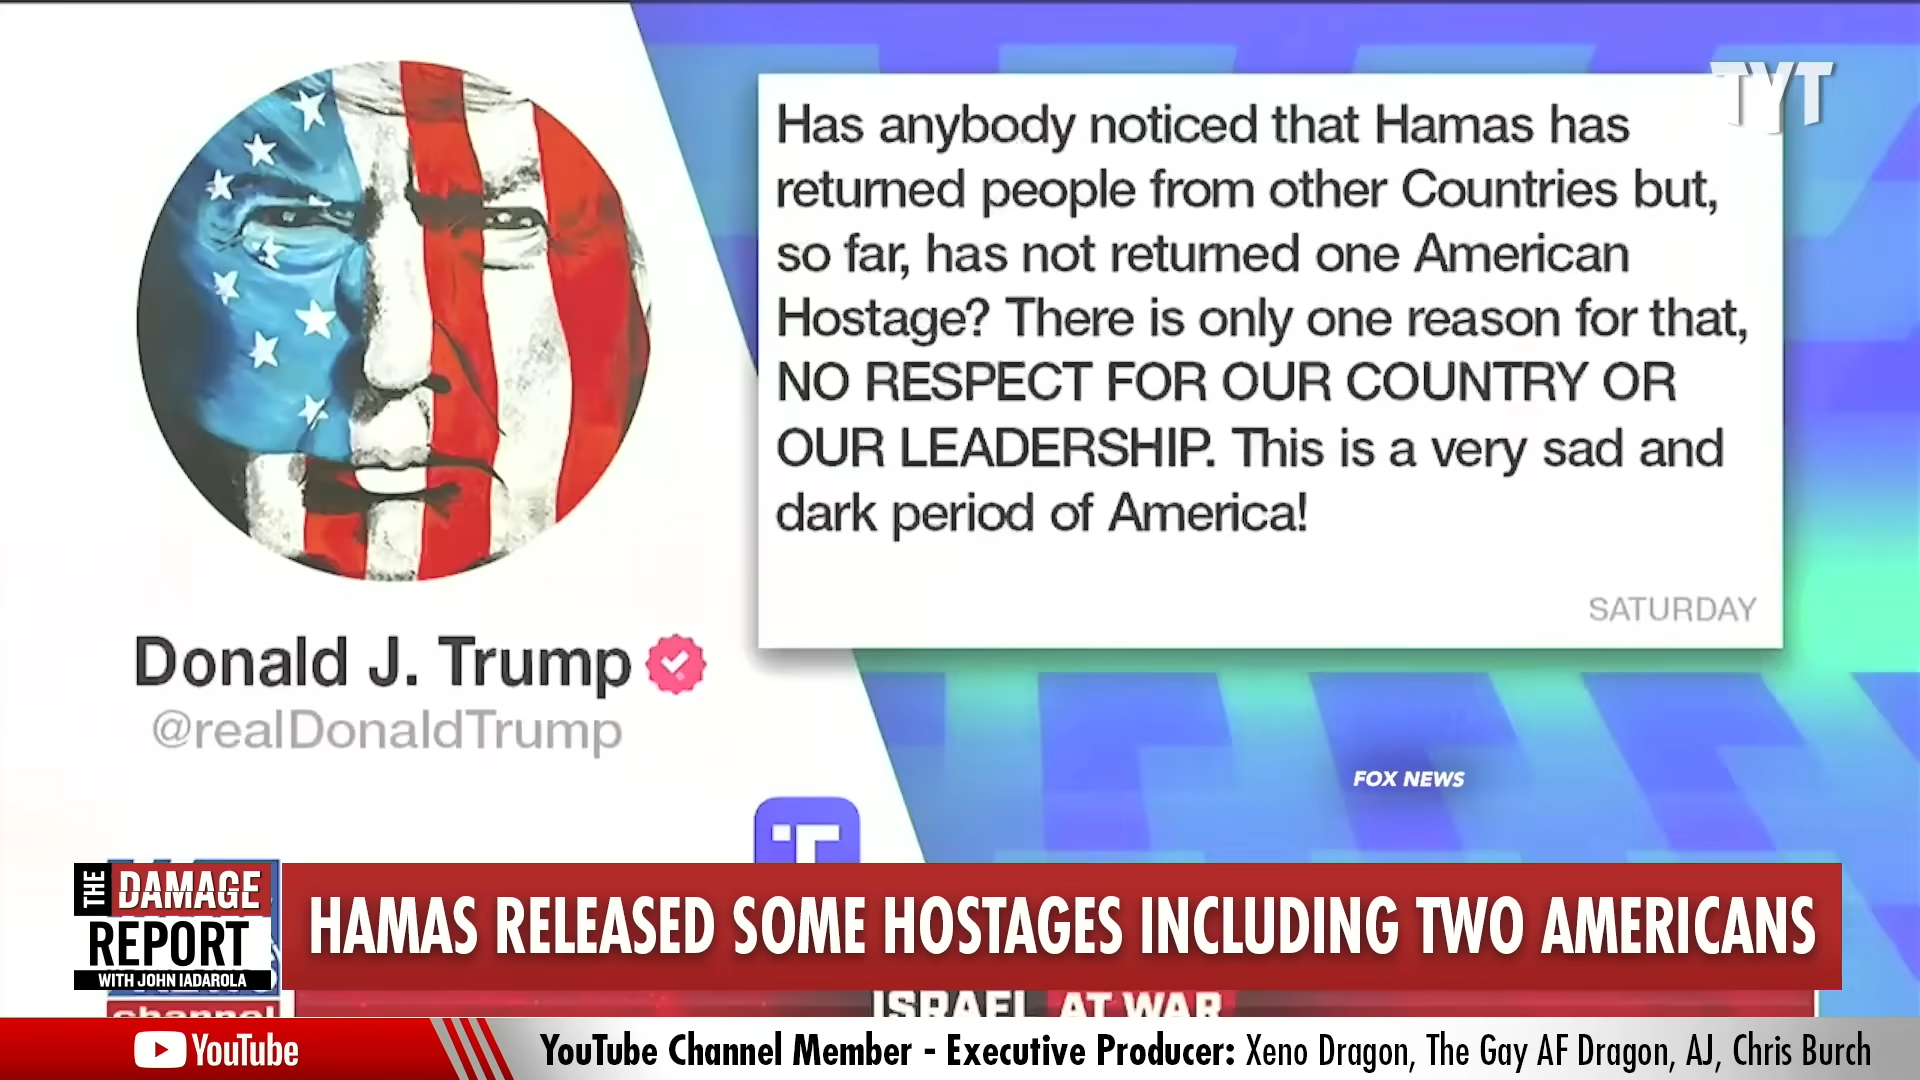 TYT
Has anybody noticed that Hamas has
returned people from other Countries but,
so far, has not returned one American
Hostage? There is only one reason for that,
NO RESPECT FOR OUR COUNTRY OR
OUR LEADERSHIP. This is a very sad and
dark period of America!
SATURDAY
Donald J. Trump
@realDonaldTrump
FOX NEWS
THE DAMAGE
REPORT
WITH JOHN IADAROLA
HAMAS RELEASED SOME HOSTAGES INCLUDING TWO AMERICANS
channel
ISRAEL AT WAR
YouTube
YouTube Channel Member - Executive Producer: Xeno Dragon, The Gay AF Dragon, AJ, Chris Burch